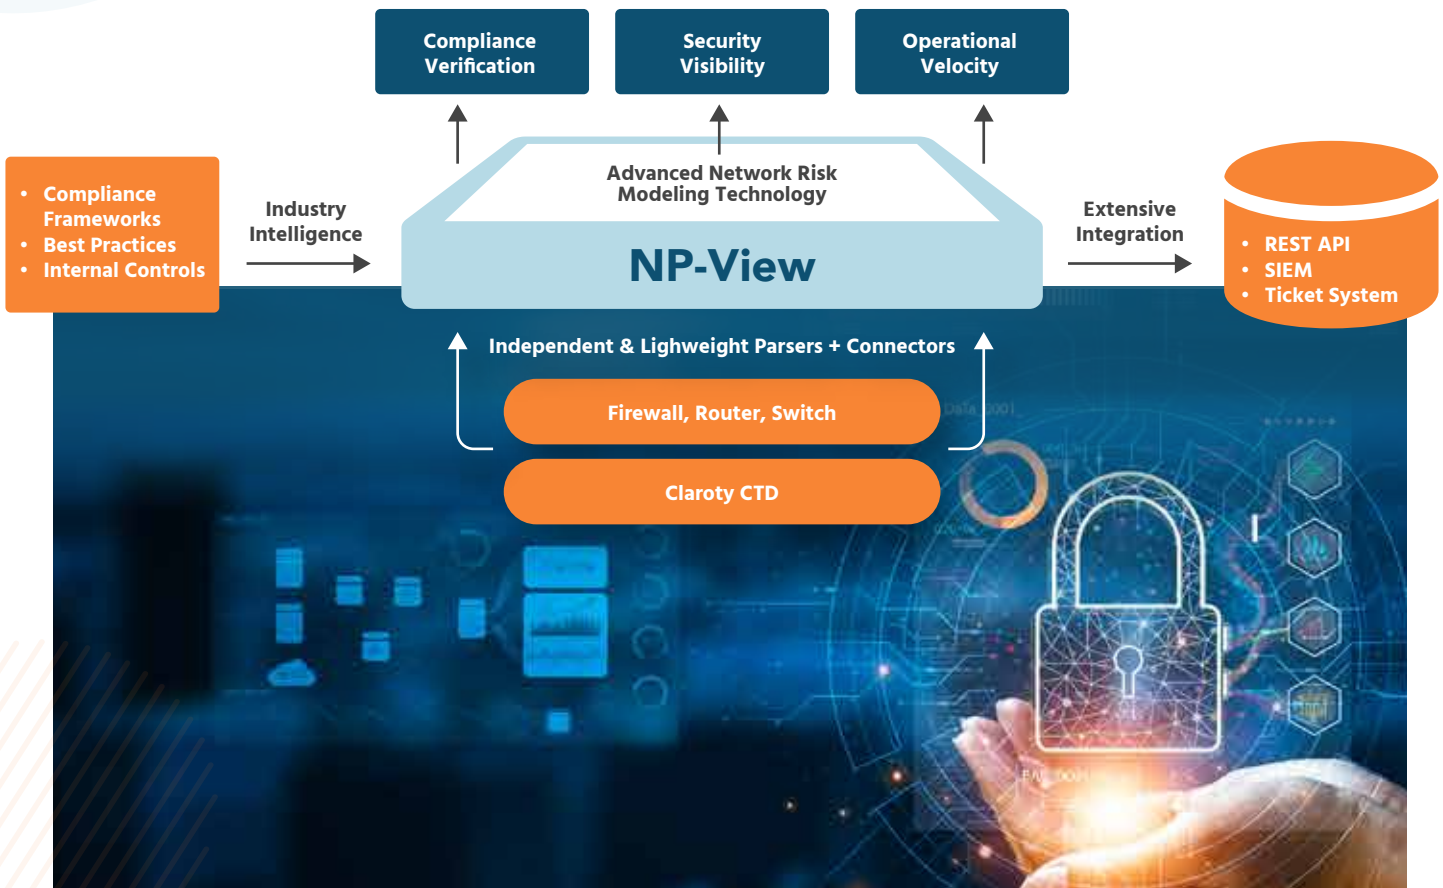 Compliance
Verification
Security
Visibility
Operational
Velocity
• Compliance
Frameworks
• Best Practices
• Internal Controls
Industry
Intelligence
Advanced Network Risk
Modeling Technology
NP-View
Extensive
Integration
• REST API
• SIEM
• Ticket System
Independent & Lighweight Parsers + Connectors
Firewall, Router, Switch
Claroty CTD